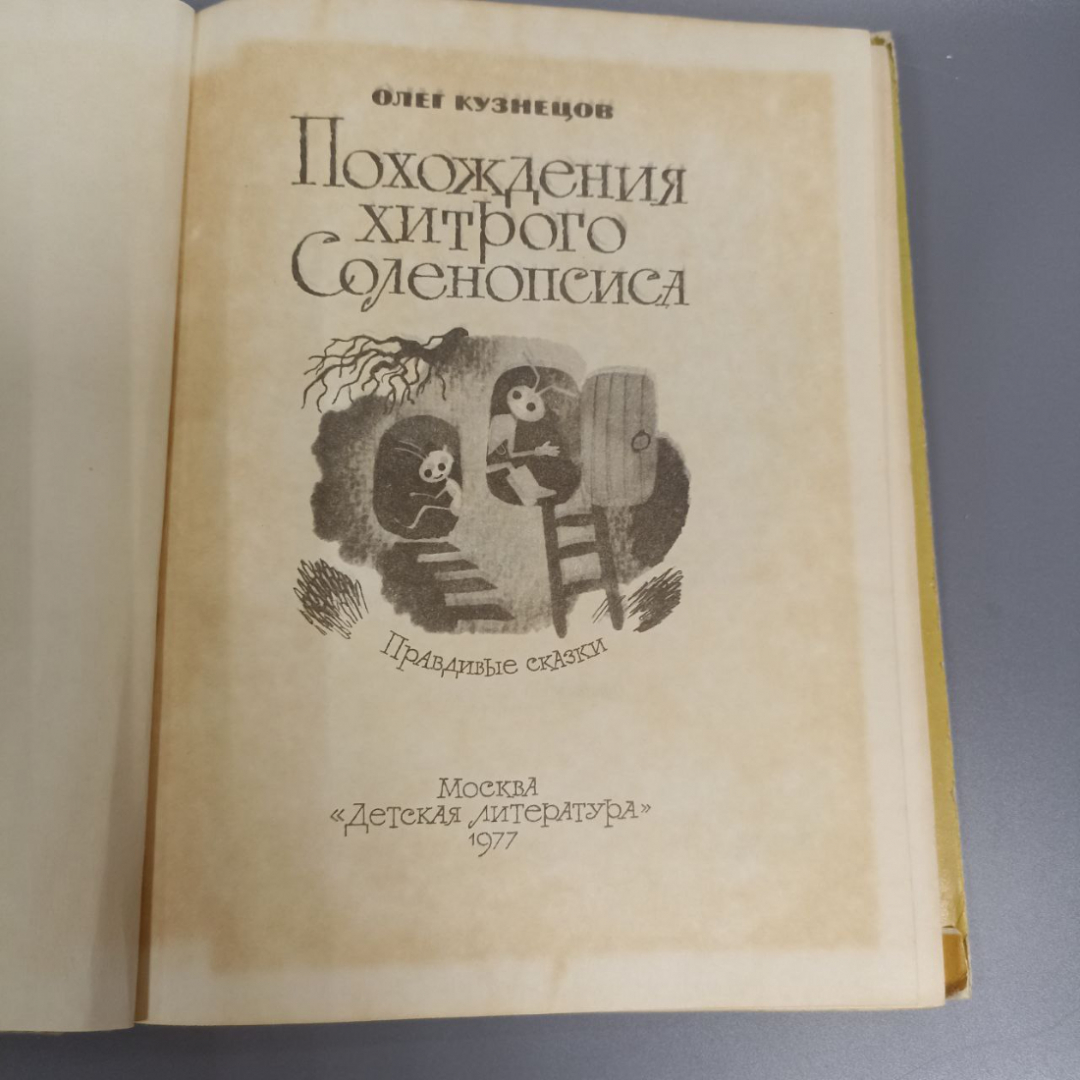 ОЛЕГ КУЗНЕЦОВ
Похождения
хитрого
Соленопсиса
Правдивые сказки
Москва
«Детская литература»
1977